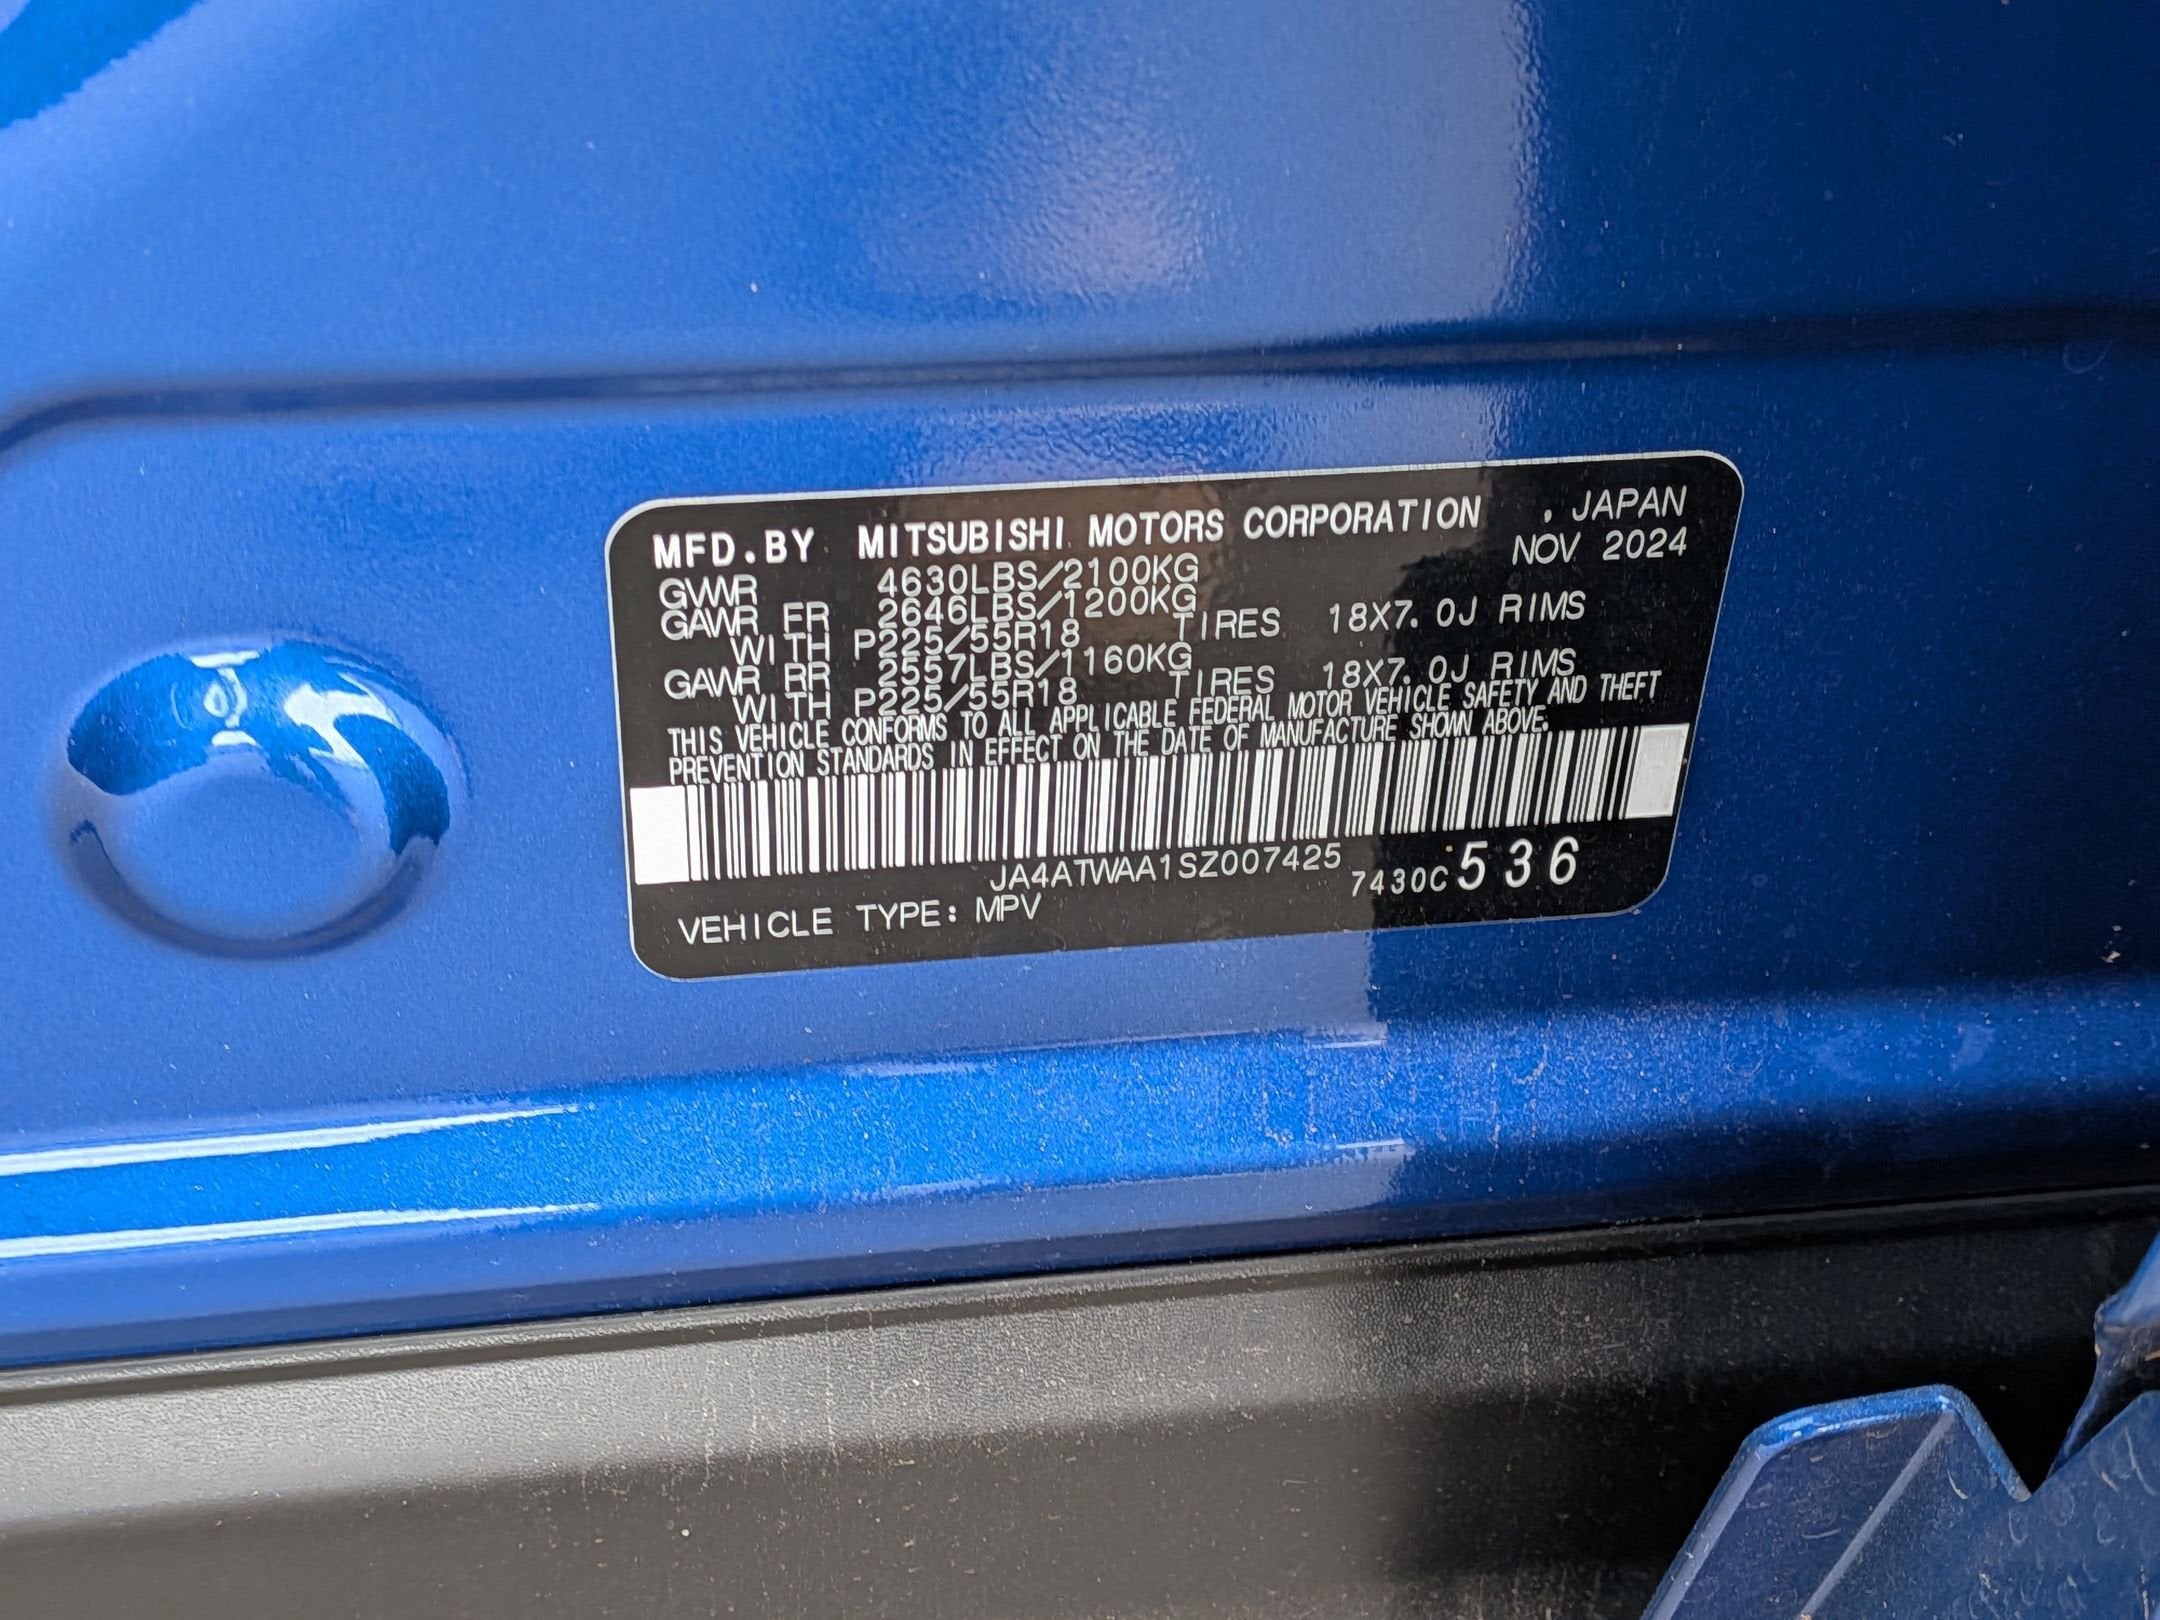 MFD.BY MITSUBISHI MOTORS CORPORATION , JAPAN
GVWR 4630LBS/2100KG NOV 2024
GAWR FR 2646LBS/1200KG
WITH P225/55R18 TIRES 18X7.0J RIMS
GAWR RR 2557LBS/1160KG
WITH P225/55R18 TIRES 18X7.0J RIMS
THIS VEHICLE CONFORMS TO ALL APPLICABLE FEDERAL MOTOR VEHICLE SAFETY AND THEFT
PREVENTION STANDARDS IN EFFECT ON THE DATE OF MANUFACTURE SHOWN ABOVE.
JA4ATWAA1SZ007425 7430C 536
VEHICLE TYPE: MPV